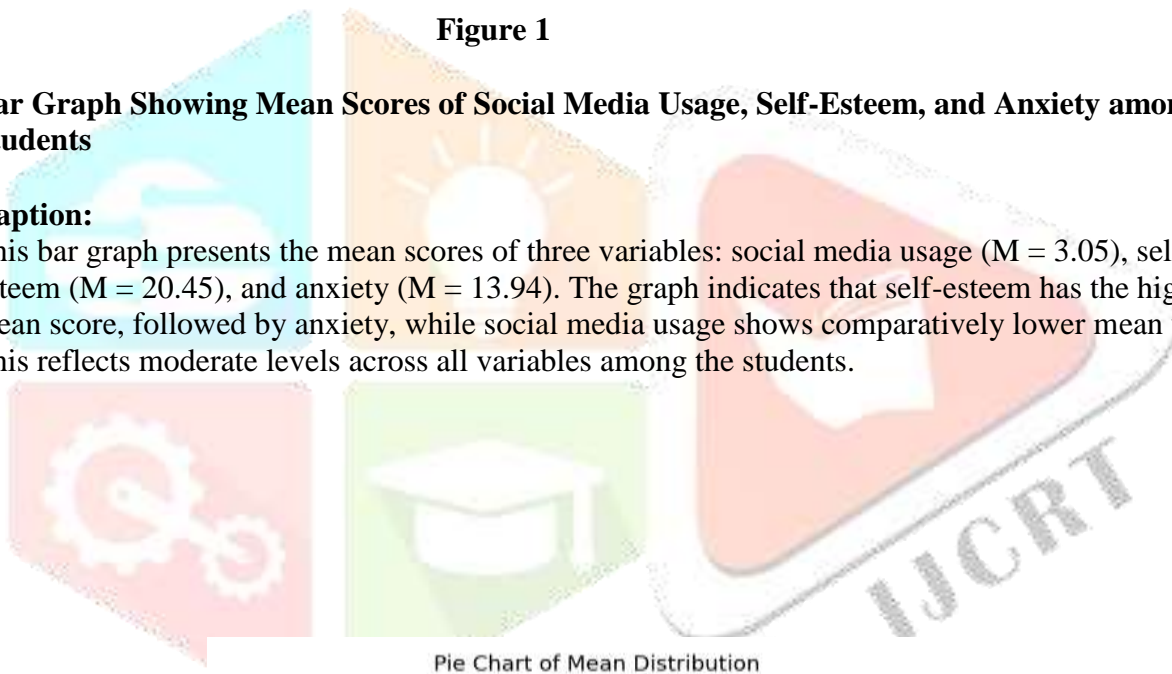 Figure 1
ar Graph Showing Mean Scores of Social Media Usage, Self-Esteem, and Anxiety amon
tudents
aption:
his bar graph presents the mean scores of three variables: social media usage (M = 3.05), sel
teem (M = 20.45), and anxiety (M = 13.94). The graph indicates that self-esteem has the hig
ean score, followed by anxiety, while social media usage shows comparatively lower mean
his reflects moderate levels across all variables among the students.
IJCRT
Pie Chart of Mean Distribution